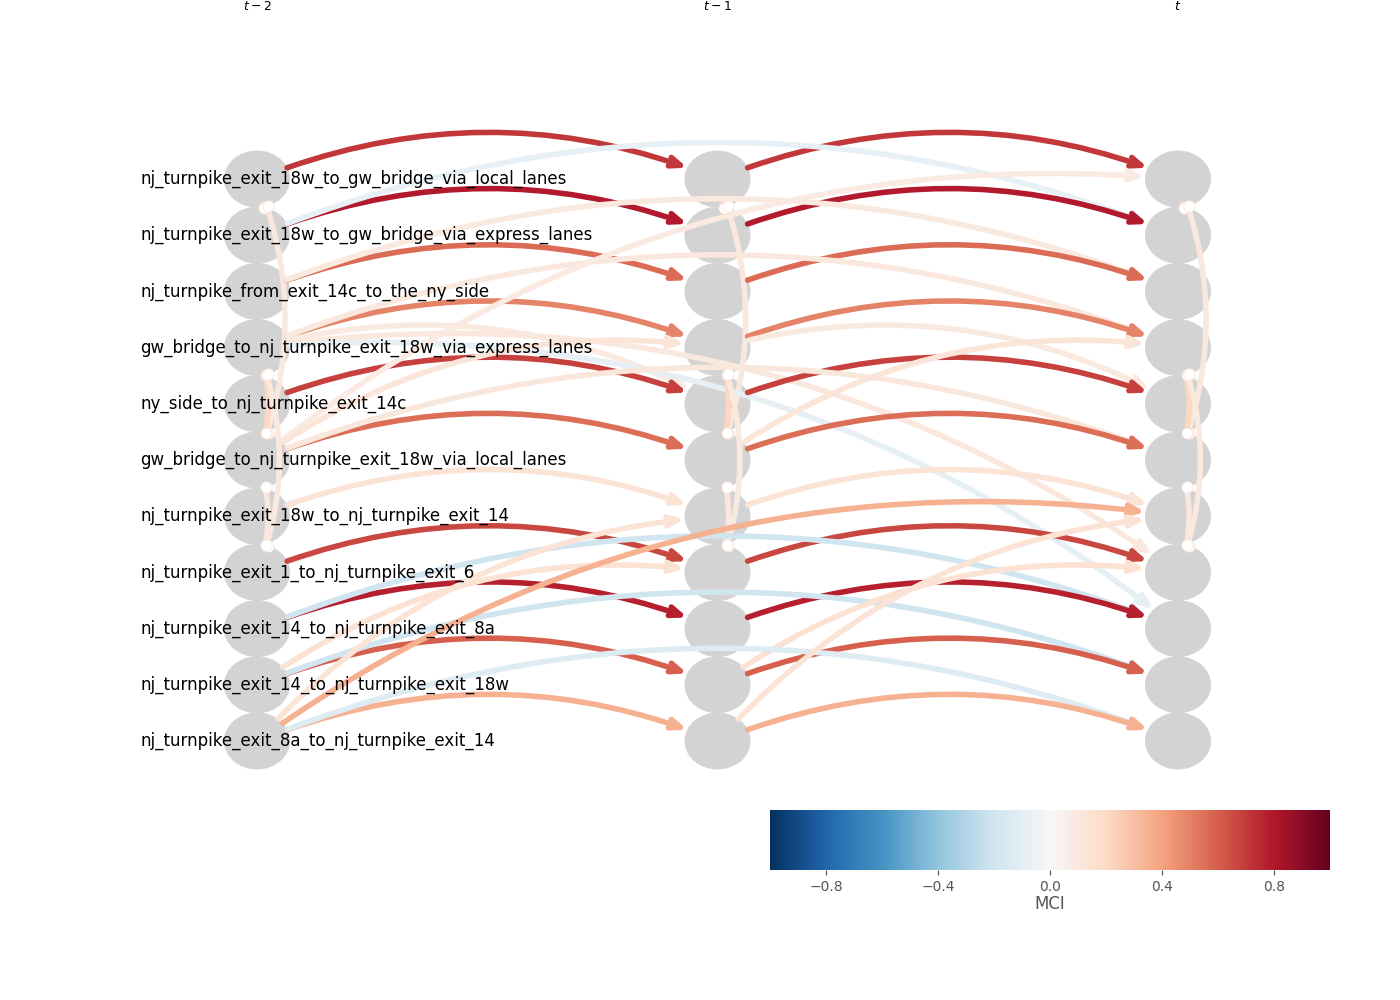 t − 2 t − 1 t
nj_turnpike_exit_18w_to_gw_bridge_via_local_lanes
nj_turnpike_exit_18w_to_gw_bridge_via_express_lanes
nj_turnpike_from_exit_14c_to_the_ny_side
gw_bridge_to_nj_turnpike_exit_18w_via_express_lanes
ny_side_to_nj_turnpike_exit_14c
gw_bridge_to_nj_turnpike_exit_18w_via_local_lanes
nj_turnpike_exit_18w_to_nj_turnpike_exit_14
nj_turnpike_exit_1_to_nj_turnpike_exit_6
nj_turnpike_exit_14_to_nj_turnpike_exit_8a
nj_turnpike_exit_14_to_nj_turnpike_exit_18w
nj_turnpike_exit_8a_to_nj_turnpike_exit_14
−0.8 −0.4 0.0 0.4 0.8
MCI